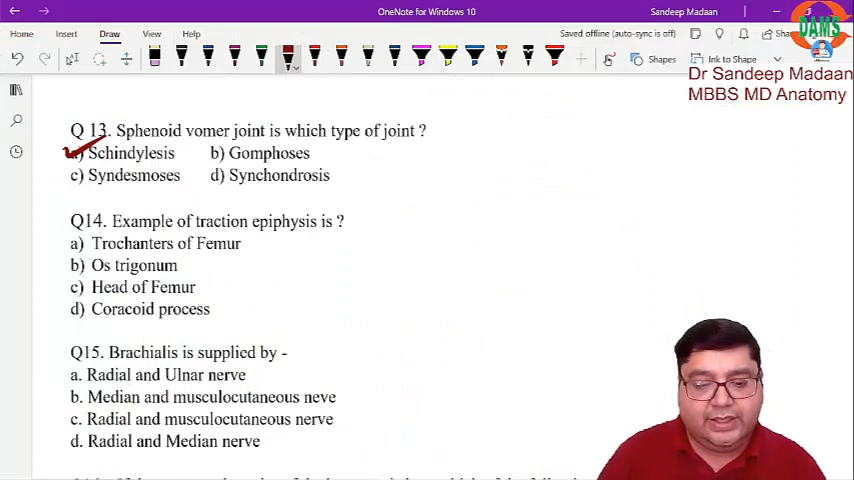 OneNote for Windows 10
Sandeep Madaan
Home Insert Draw View Help
Saved offline (auto-sync is off)
Share
DAMS
Shapes
Ink to Shape
Dr Sandeep Madaan
MBBS MD Anatomy
Q 13. Sphenoid vomer joint is which type of joint ?
a) Schindylesis b) Gomphoses
c) Syndesmoses d) Synchondrosis
Q14. Example of traction epiphysis is ?
a) Trochanters of Femur
b) Os trigonum
c) Head of Femur
d) Coracoid process
Q15. Brachialis is supplied by -
a. Radial and Ulnar nerve
b. Median and musculocutaneous neve
c. Radial and musculocutaneous nerve
d. Radial and Median nerve